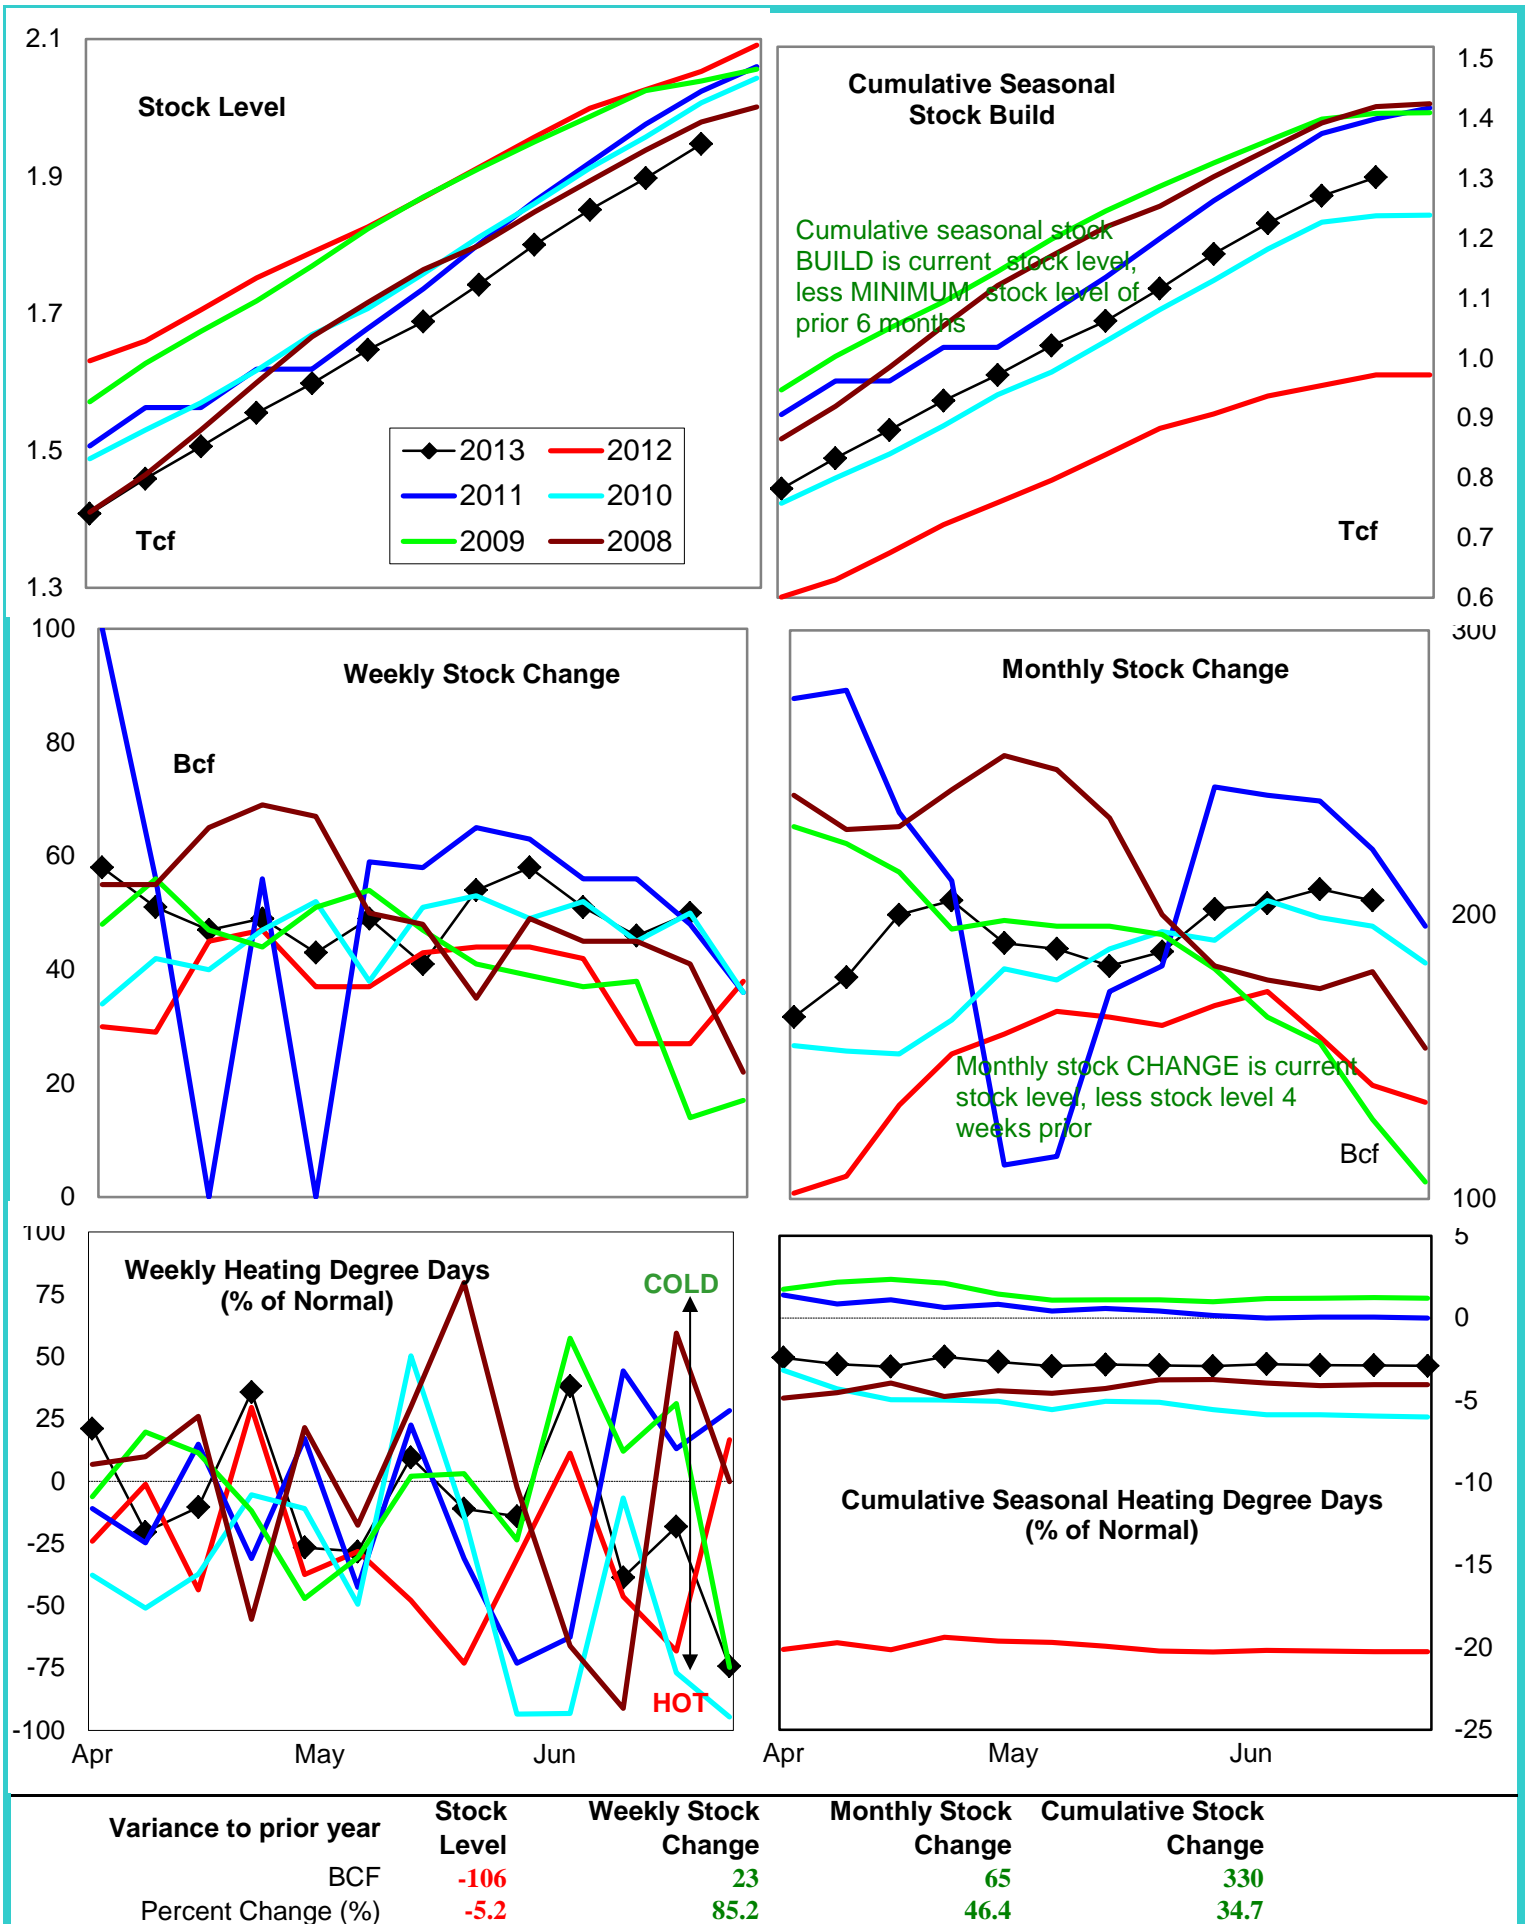 2.1
1.9
1.7
1.5
1.3
Stock Level
Tcf
2013 2012
2011 2010
2009 2008
Cumulative Seasonal
Stock Build
Cumulative seasonal stock
BUILD is current stock level,
less MINIMUM stock level of
prior 6 months
Tcf
1.5
1.4
1.3
1.2
1.1
1.0
0.9
0.8
0.7
0.6
100
80
60
40
20
0
Weekly Stock Change
Bcf
Monthly Stock Change
Monthly stock CHANGE is current
stock level, less stock level 4
weeks prior
Bcf
300
200
100
100
75
50
25
0
-25
-50
-75
-100
Weekly Heating Degree Days
(% of Normal)
COLD
HOT
Apr May Jun
5
0
-5
-10
-15
-20
-25
Cumulative Seasonal Heating Degree Days
(% of Normal)
Apr May Jun
Variance to prior year
Stock
Level
Weekly Stock
Change
Monthly Stock
Change
Cumulative Stock
Change
BCF -106 23 65 330
Percent Change (%) -5.2 85.2 46.4 34.7